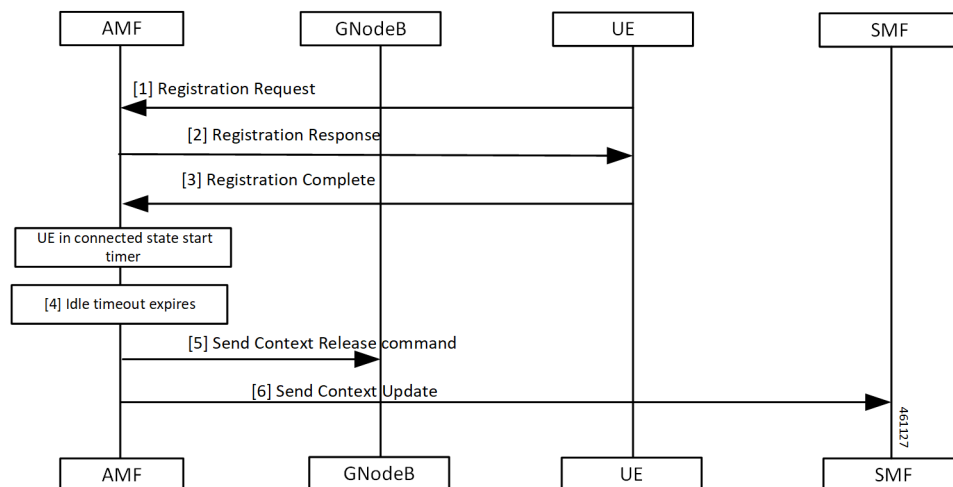 AMF
GNodeB
UE
SMF
[1] Registration Request
[2] Registration Response
[3] Registration Complete
UE in connected state start
timer
[4] Idle timeout expires
[5] Send Context Release command
[6] Send Context Update
461127
AMF
GNodeB
UE
SMF